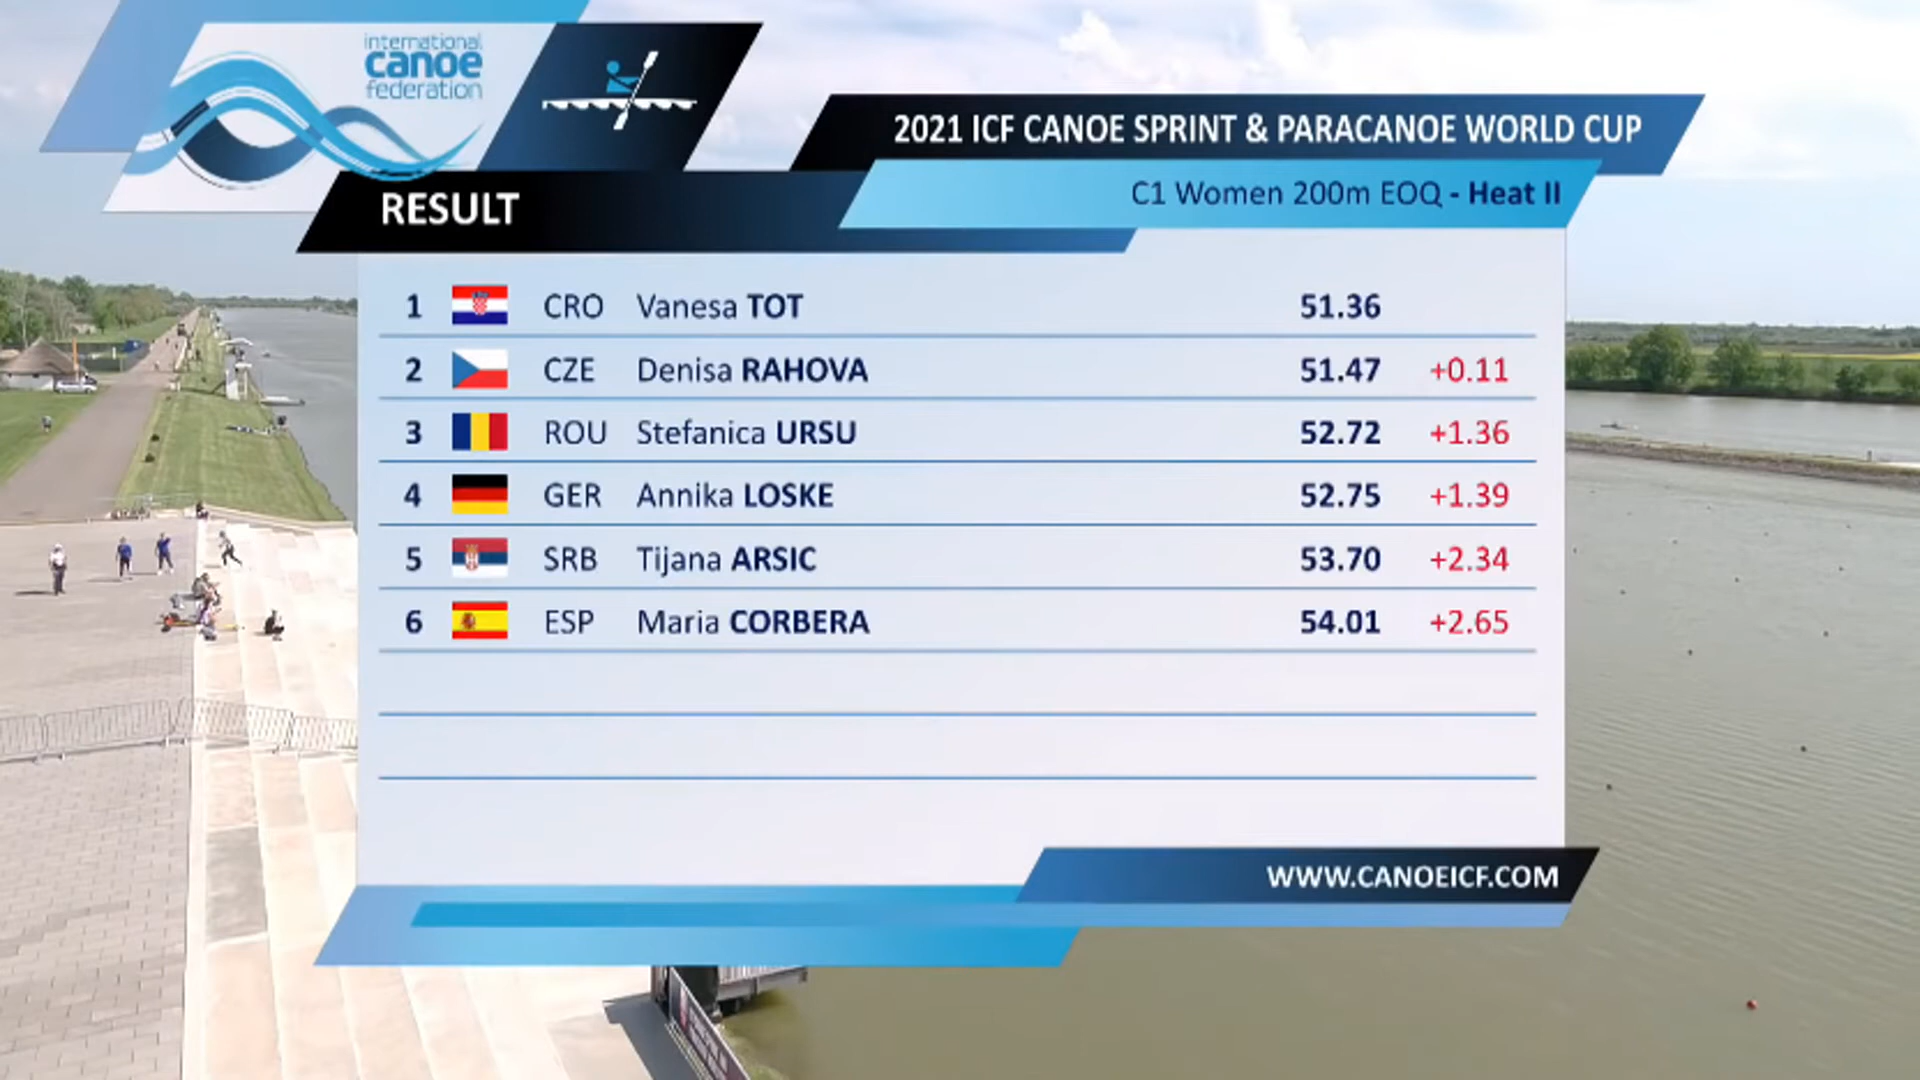 international
canoe
federation
2021 ICF CANOE SPRINT & PARACANOE WORLD CUP
C1 Women 200m EOQ - Heat II
RESULT
1 CRO Vanesa TOT 51.36
2 CZE Denisa RAHOVA 51.47 +0.11
3 ROU Stefanica URSU 52.72 +1.36
4 GER Annika LOSKE 52.75 +1.39
5 SRB Tijana ARSIC 53.70 +2.34
6 ESP Maria CORBERA 54.01 +2.65
WWW.CANOEICF.COM